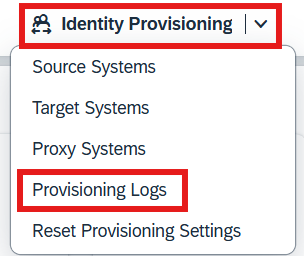 Identity Provisioning
Source Systems
Target Systems
Proxy Systems
Provisioning Logs
Reset Provisioning Settings